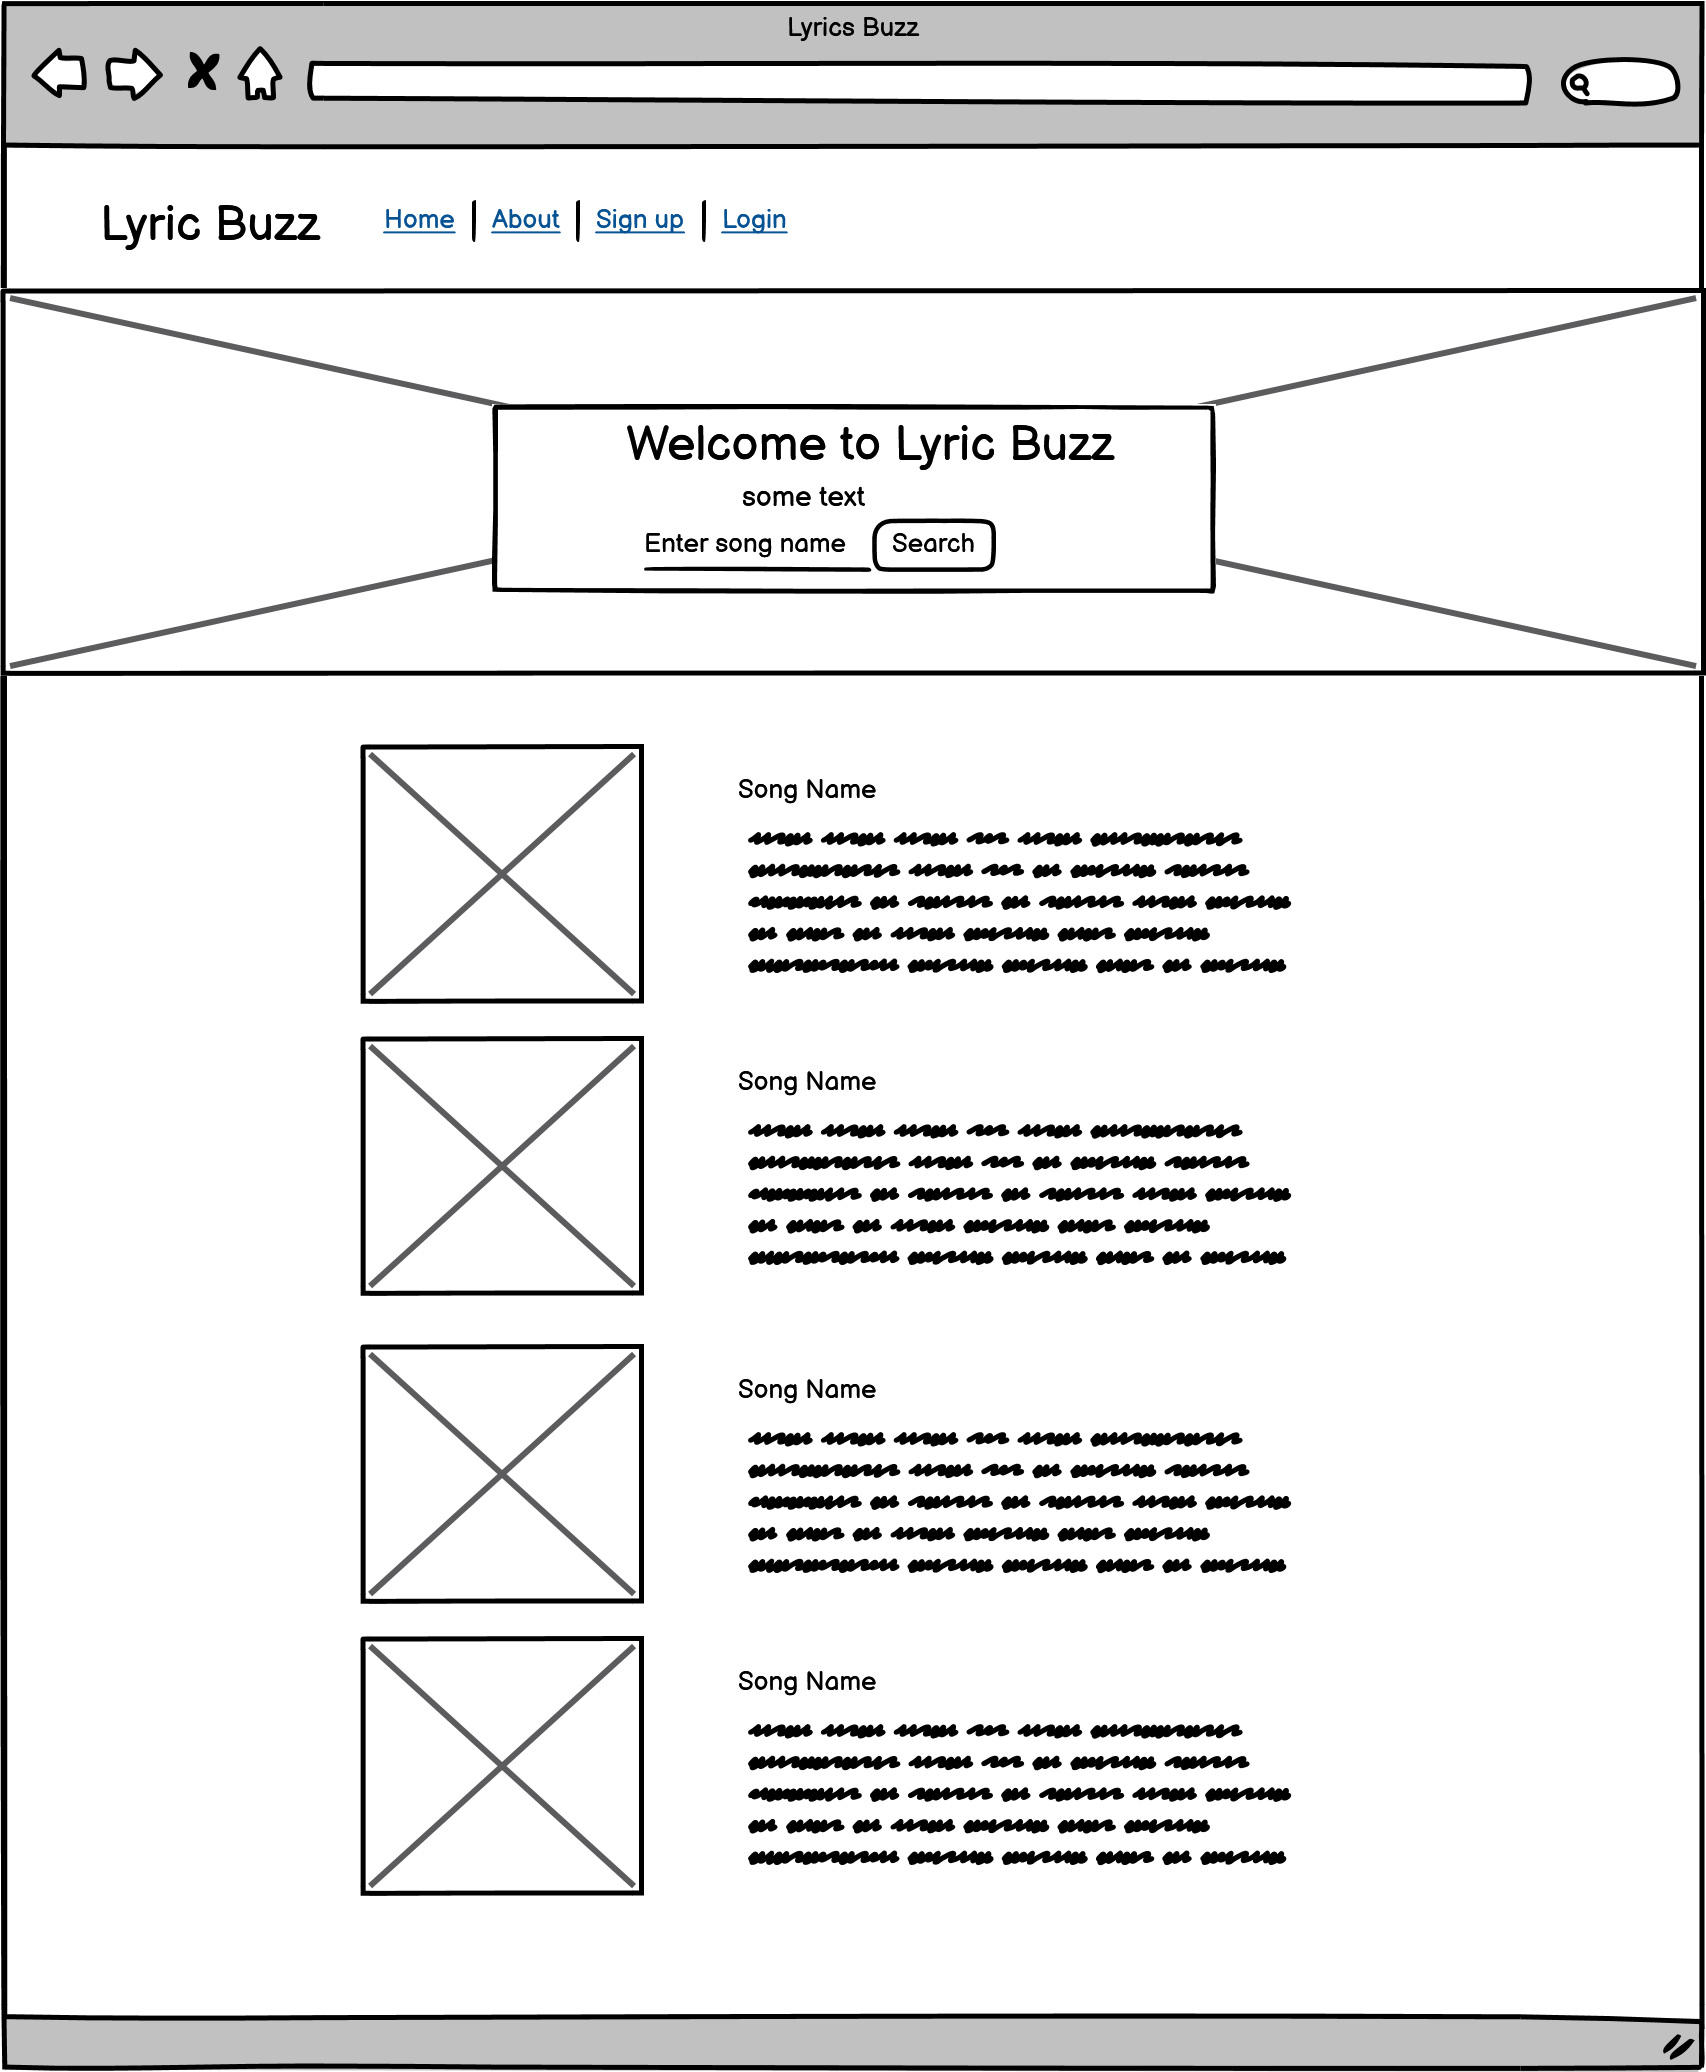 Lyrics Buzz
Lyric Buzz
Home | About | Sign up | Login
Welcome to Lyric Buzz
some text
Enter song name Search
Song Name
Song Name
Song Name
Song Name